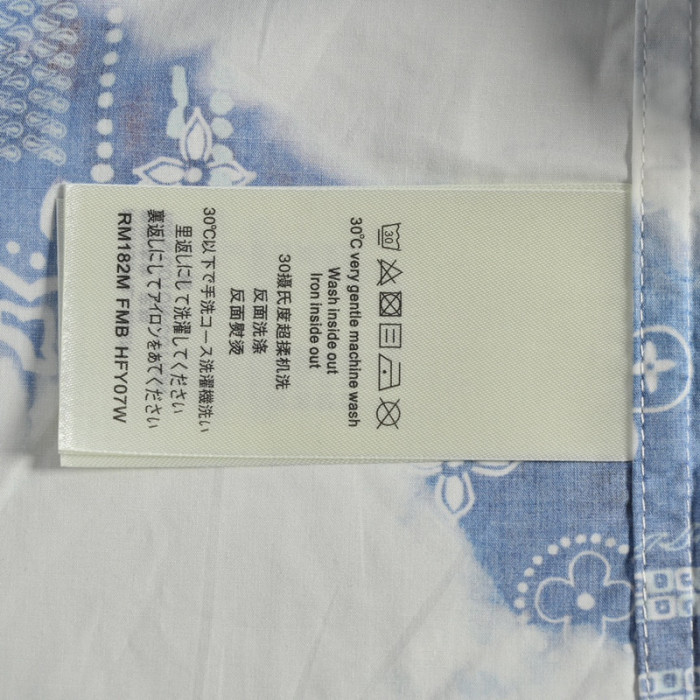 30
30℃ very gentle machine wash
Wash inside out
Iron inside out
30摄氏度超揉机洗
反面洗涤
反面熨烫
30℃以下で手洗コース洗濯機洗い
里返しにして洗濯してください
裏返しにしてアイロンをあてください
RM182M FMB HFY07W